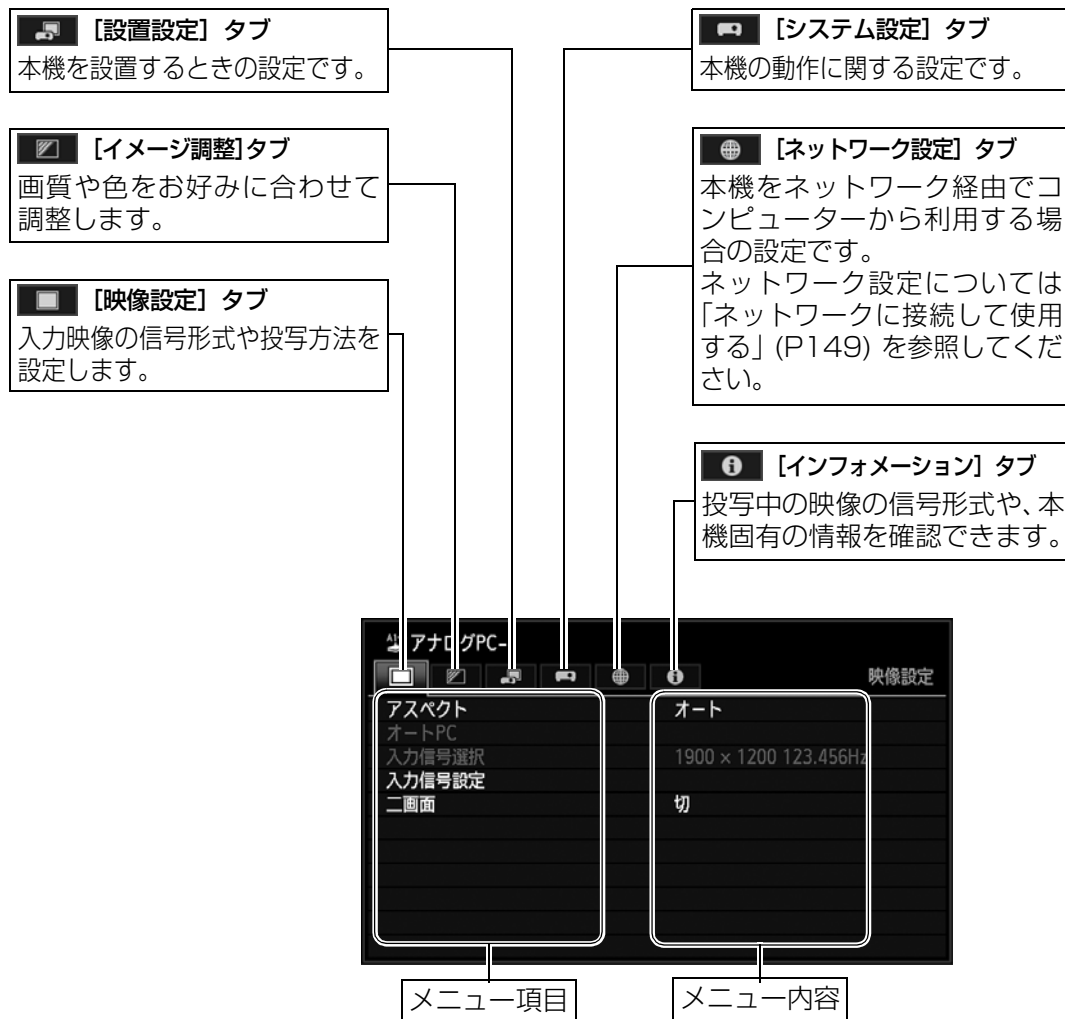 [設置設定] タブ
本機を設置するときの設定です。
[イメージ調整]タブ
画質や色をお好みに合わせて
調整します。
[映像設定] タブ
入力映像の信号形式や投写方法を
設定します。
[システム設定] タブ
本機の動作に関する設定です。
[ネットワーク設定] タブ
本機をネットワーク経由でコ
ンピューターから利用する場
合の設定です。
ネットワーク設定については
「ネットワークに接続して使用
する」(P149) を参照してくだ
さい。
[インフォメーション] タブ
投写中の映像の信号形式や、本
機固有の情報を確認できます。
アナログPC-
映像設定
アスペクト オート
オートPC
入力信号選択 1900 × 1200 123.456Hz
入力信号設定
二画面 切
メニュー項目
メニュー内容